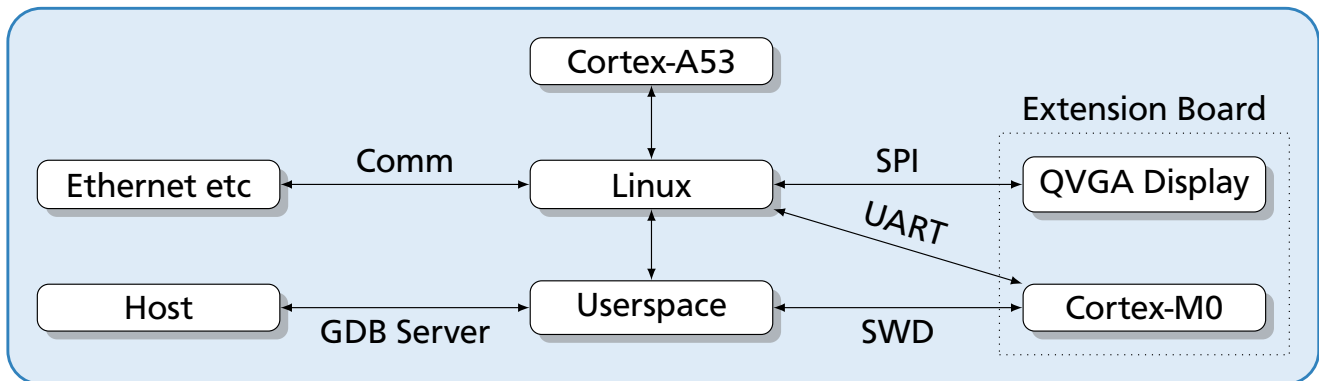 Cortex-A53
Extension Board
Comm
SPI
Ethernet etc
Linux
QVGA Display
UART
Host
Userspace
Cortex-M0
GDB Server
SWD